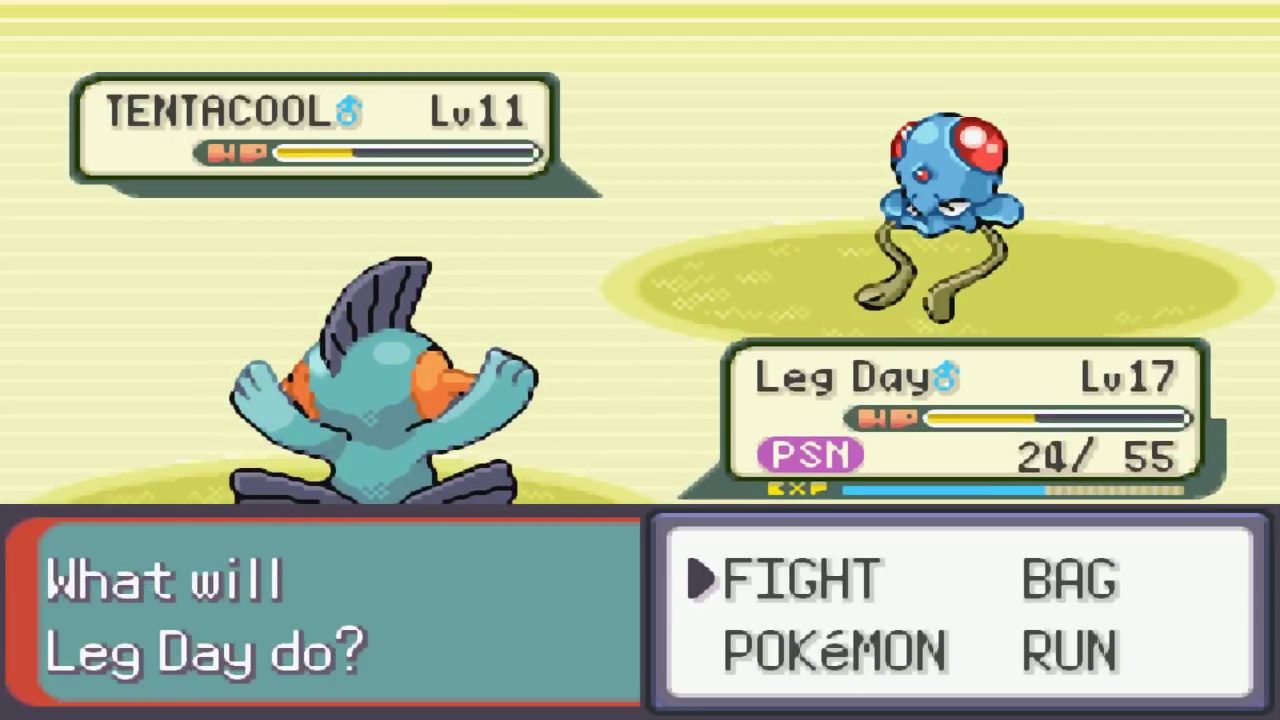 TENTACOOL♂ Lv11
HP
Leg Day♂ Lv17
HP
PSN / 55
EXP
What will
Leg Day do?
FIGHT BAG
POKéMON RUN